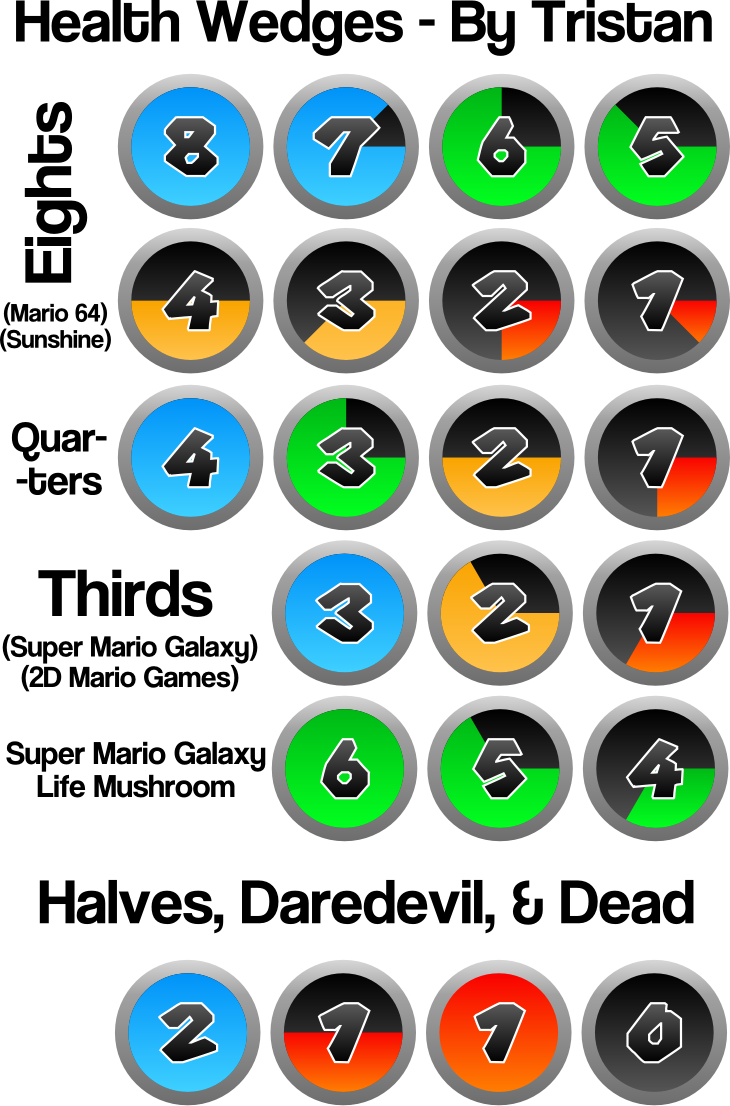 Health Wedges - By Tristan
Eights
8 7 6 5
(Mario 64)
(Sunshine)
4 3 2 1
Quar-
-ters
4 3 2 1
Thirds
(Super Mario Galaxy)
(2D Mario Games)
3 2 1
Super Mario Galaxy
Life Mushroom
6 5 4
Halves, Daredevil, & Dead
2 1 1 0